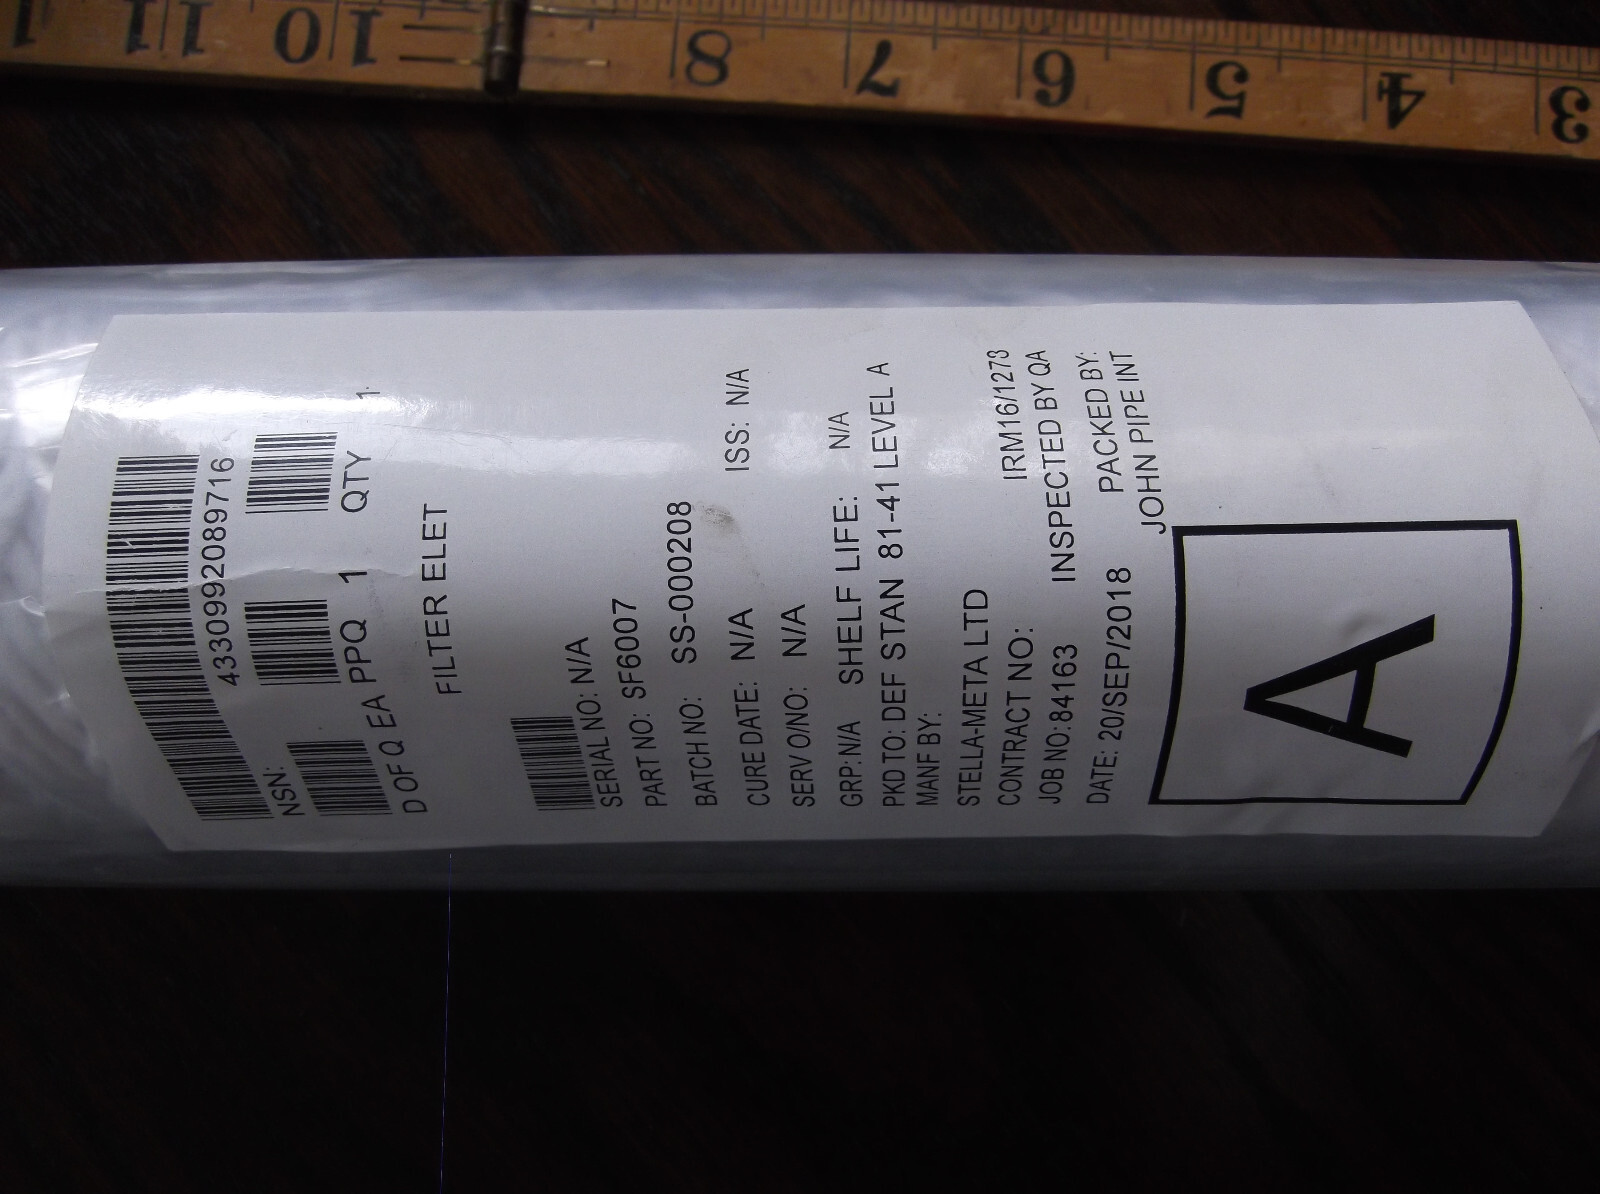 4330992089716
NSN:
D OF Q EA PPQ 1 QTY 1
FILTER ELET
SERIAL NO: N/A
PART NO: SF6007
BATCH NO: SS-000208
CURE DATE: N/A ISS: N/A
SERV O/NO: N/A
GRP: N/A SHELF LIFE: N/A
PKD TO: DEF STAN 81-41 LEVEL A
MANF BY:
STELLA-META LTD
CONTRACT NO: IRM16/1273
JOB NO: 84163 INSPECTED BY QA
DATE: 20/SEP/2018 PACKED BY:
JOHN PIPE INT
A
3
4
5
6
7
8
10
10
11
11